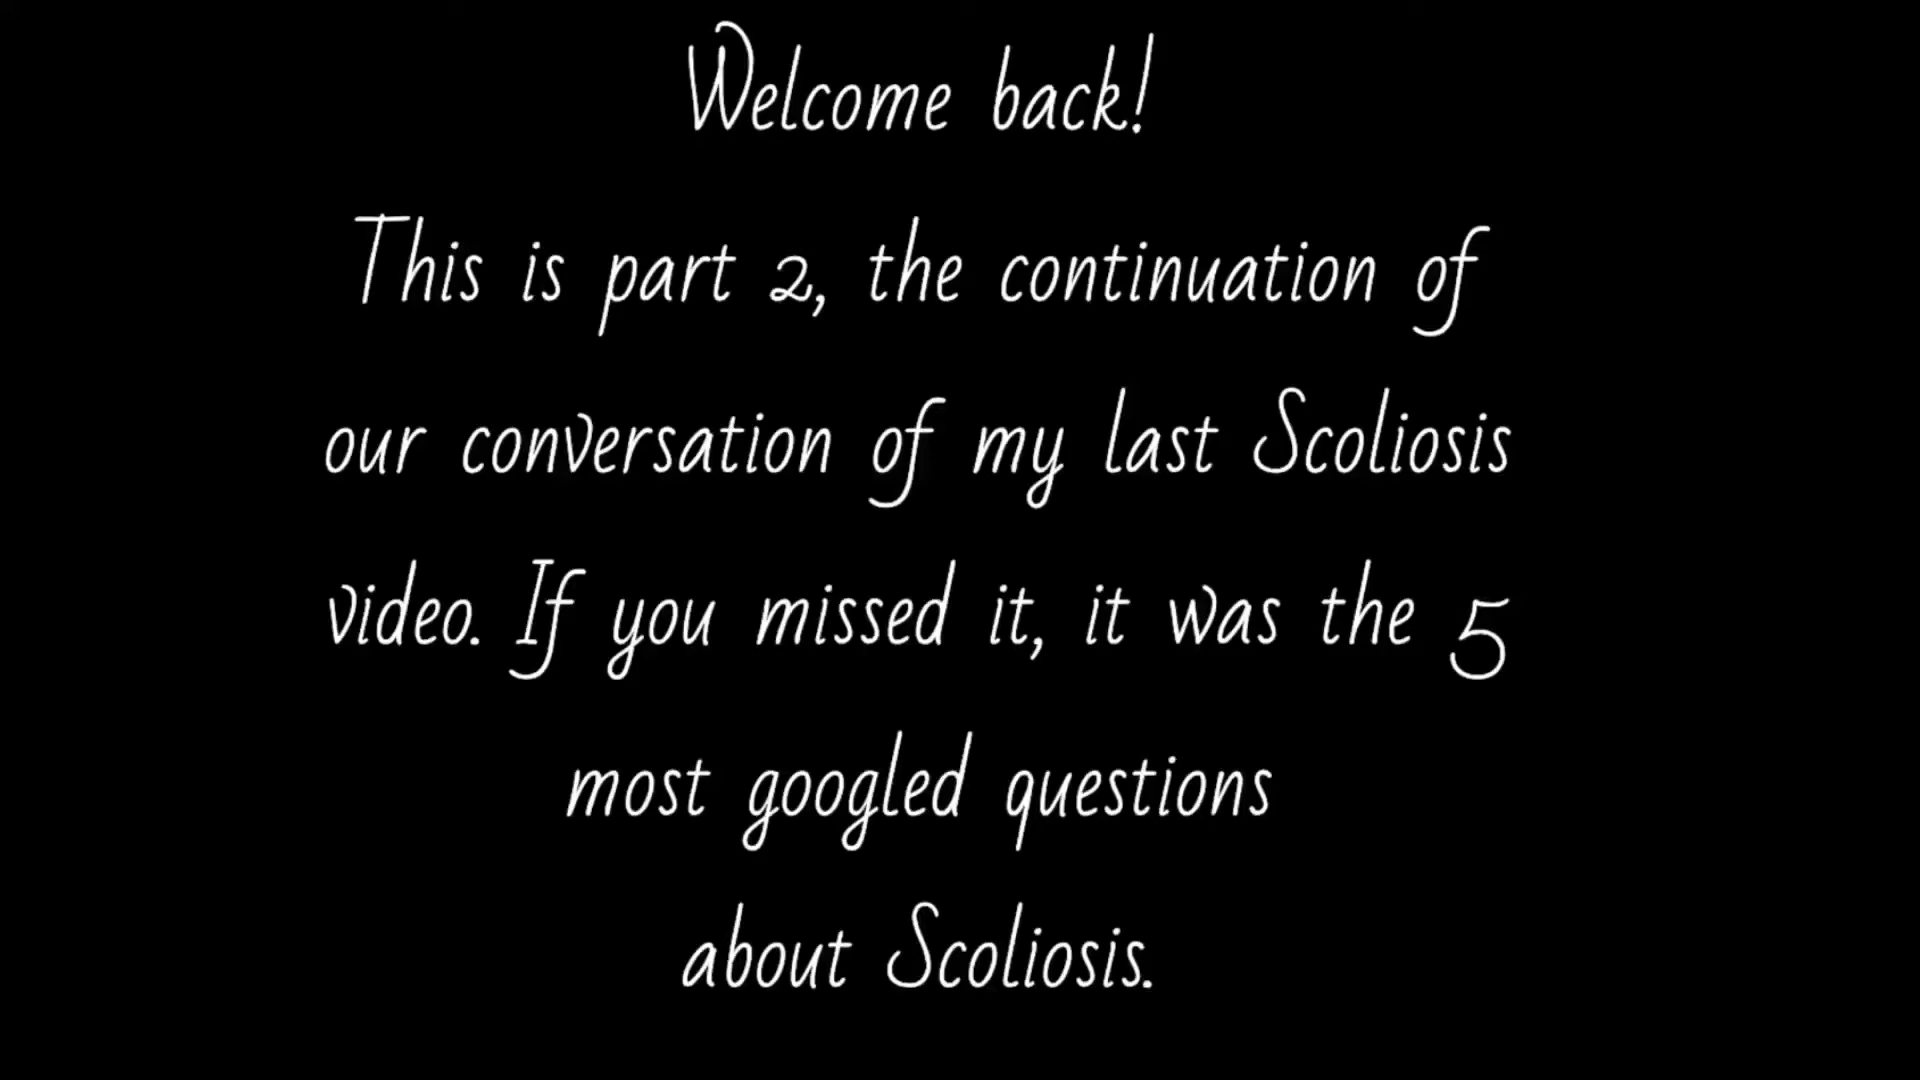 Welcome back!
This is part 2, the continuation of
our conversation of my last Scoliosis
video. If you missed it, it was the 5
most googled questions
about Scoliosis.